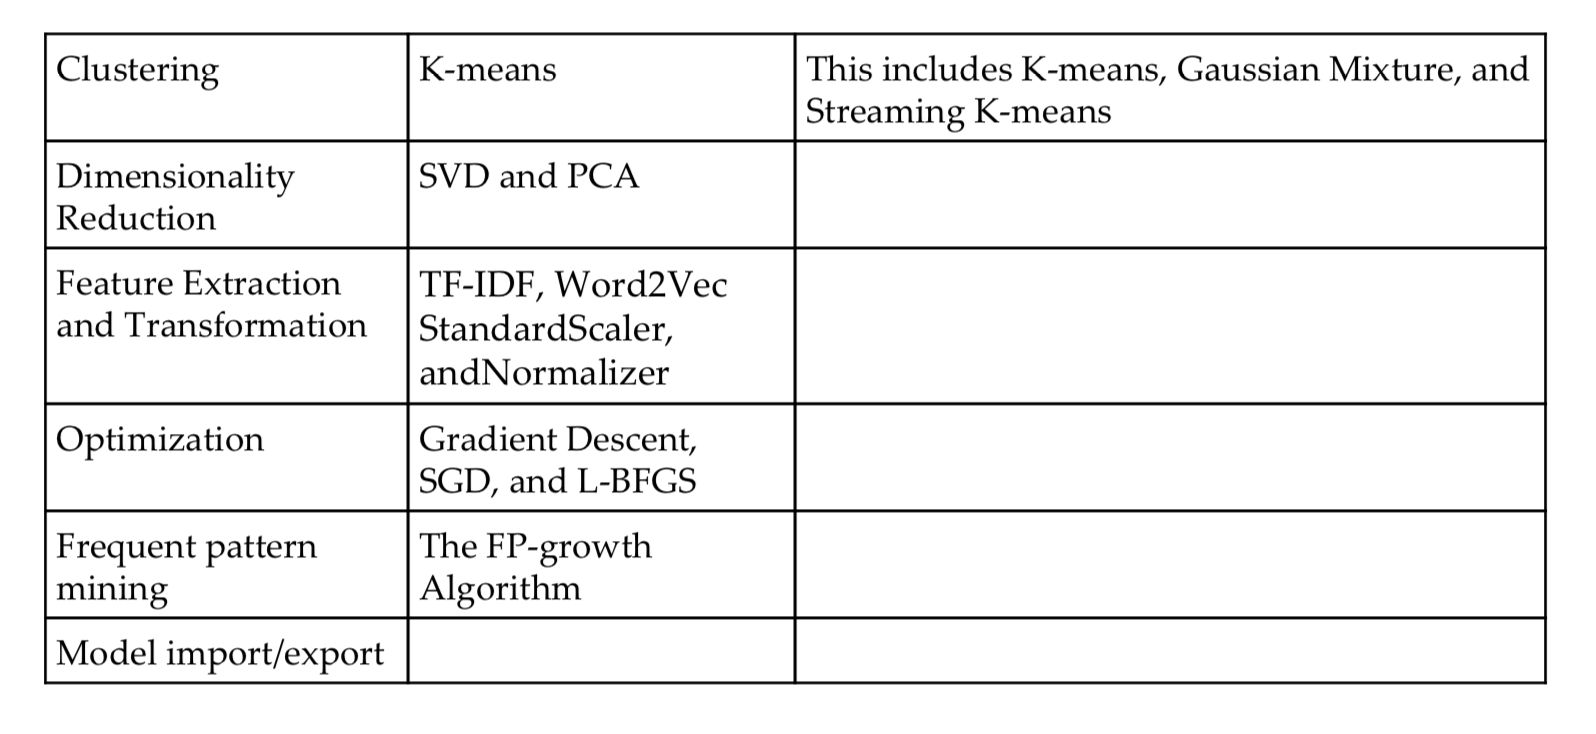 Clustering
K-means
This includes K-means, Gaussian Mixture, and
Streaming K-means
Dimensionality
Reduction
SVD and PCA
Feature Extraction
and Transformation
TF-IDF, Word2Vec
StandardScaler,
andNormalizer
Optimization
Gradient Descent,
SGD, and L-BFGS
Frequent pattern
mining
The FP-growth
Algorithm
Model import/export